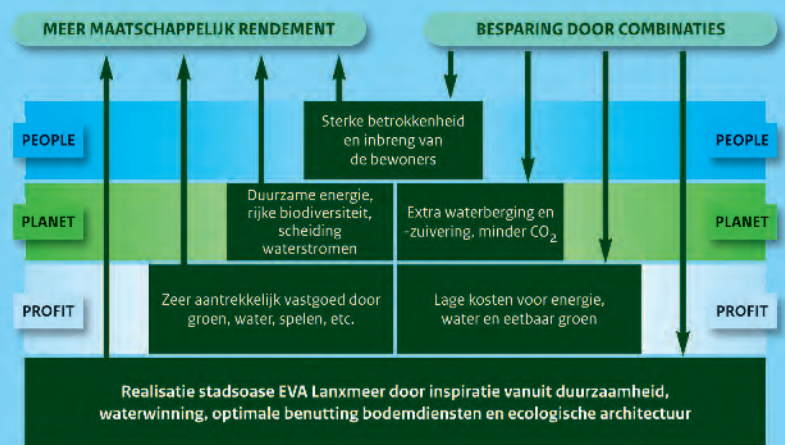 MEER MAATSCHAPPELIJK RENDEMENT
BESPARING DOOR COMBINATIES
PEOPLE
Sterke betrokkenheid
en inbreng van
de bewoners
PEOPLE
PLANET
Duurzame energie,
rijke biodiversiteit,
scheiding
waterstromen
Extra waterberging en
-zuivering, minder CO₂
PLANET
PROFIT
Zeer aantrekkelijk vastgoed door
groen, water, spelen, etc.
Lage kosten voor energie,
water en eetbaar groen
PROFIT
Realisatie stadsoase EVA Lanxmeer door inspiratie vanuit duurzaamheid,
waterwinning, optimale benutting bodemdiensten en ecologische architectuur